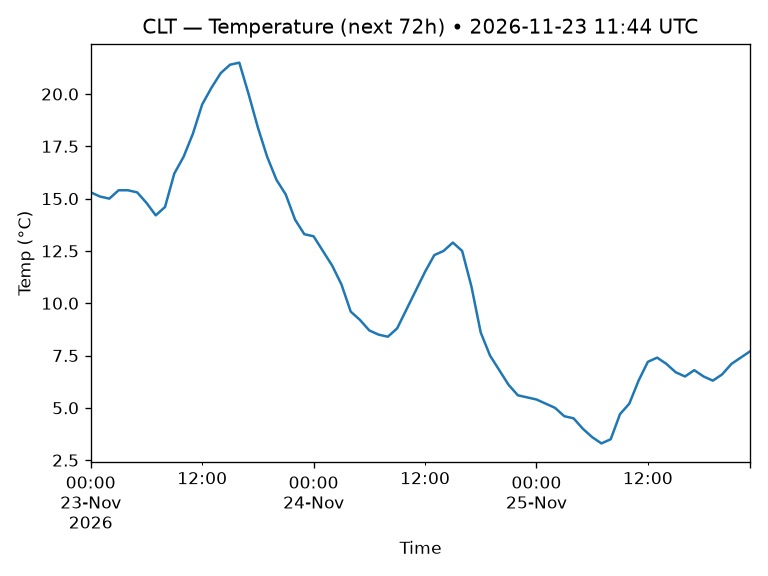 CLT — Temperature (next 72h) • 2026-11-23 11:44 UTC
Temp (°C)
20.0
17.5
15.0
12.5
10.0
7.5
5.0
2.5
00:00 12:00 00:00 12:00 00:00 12:00
23-Nov 24-Nov 25-Nov
2026
Time